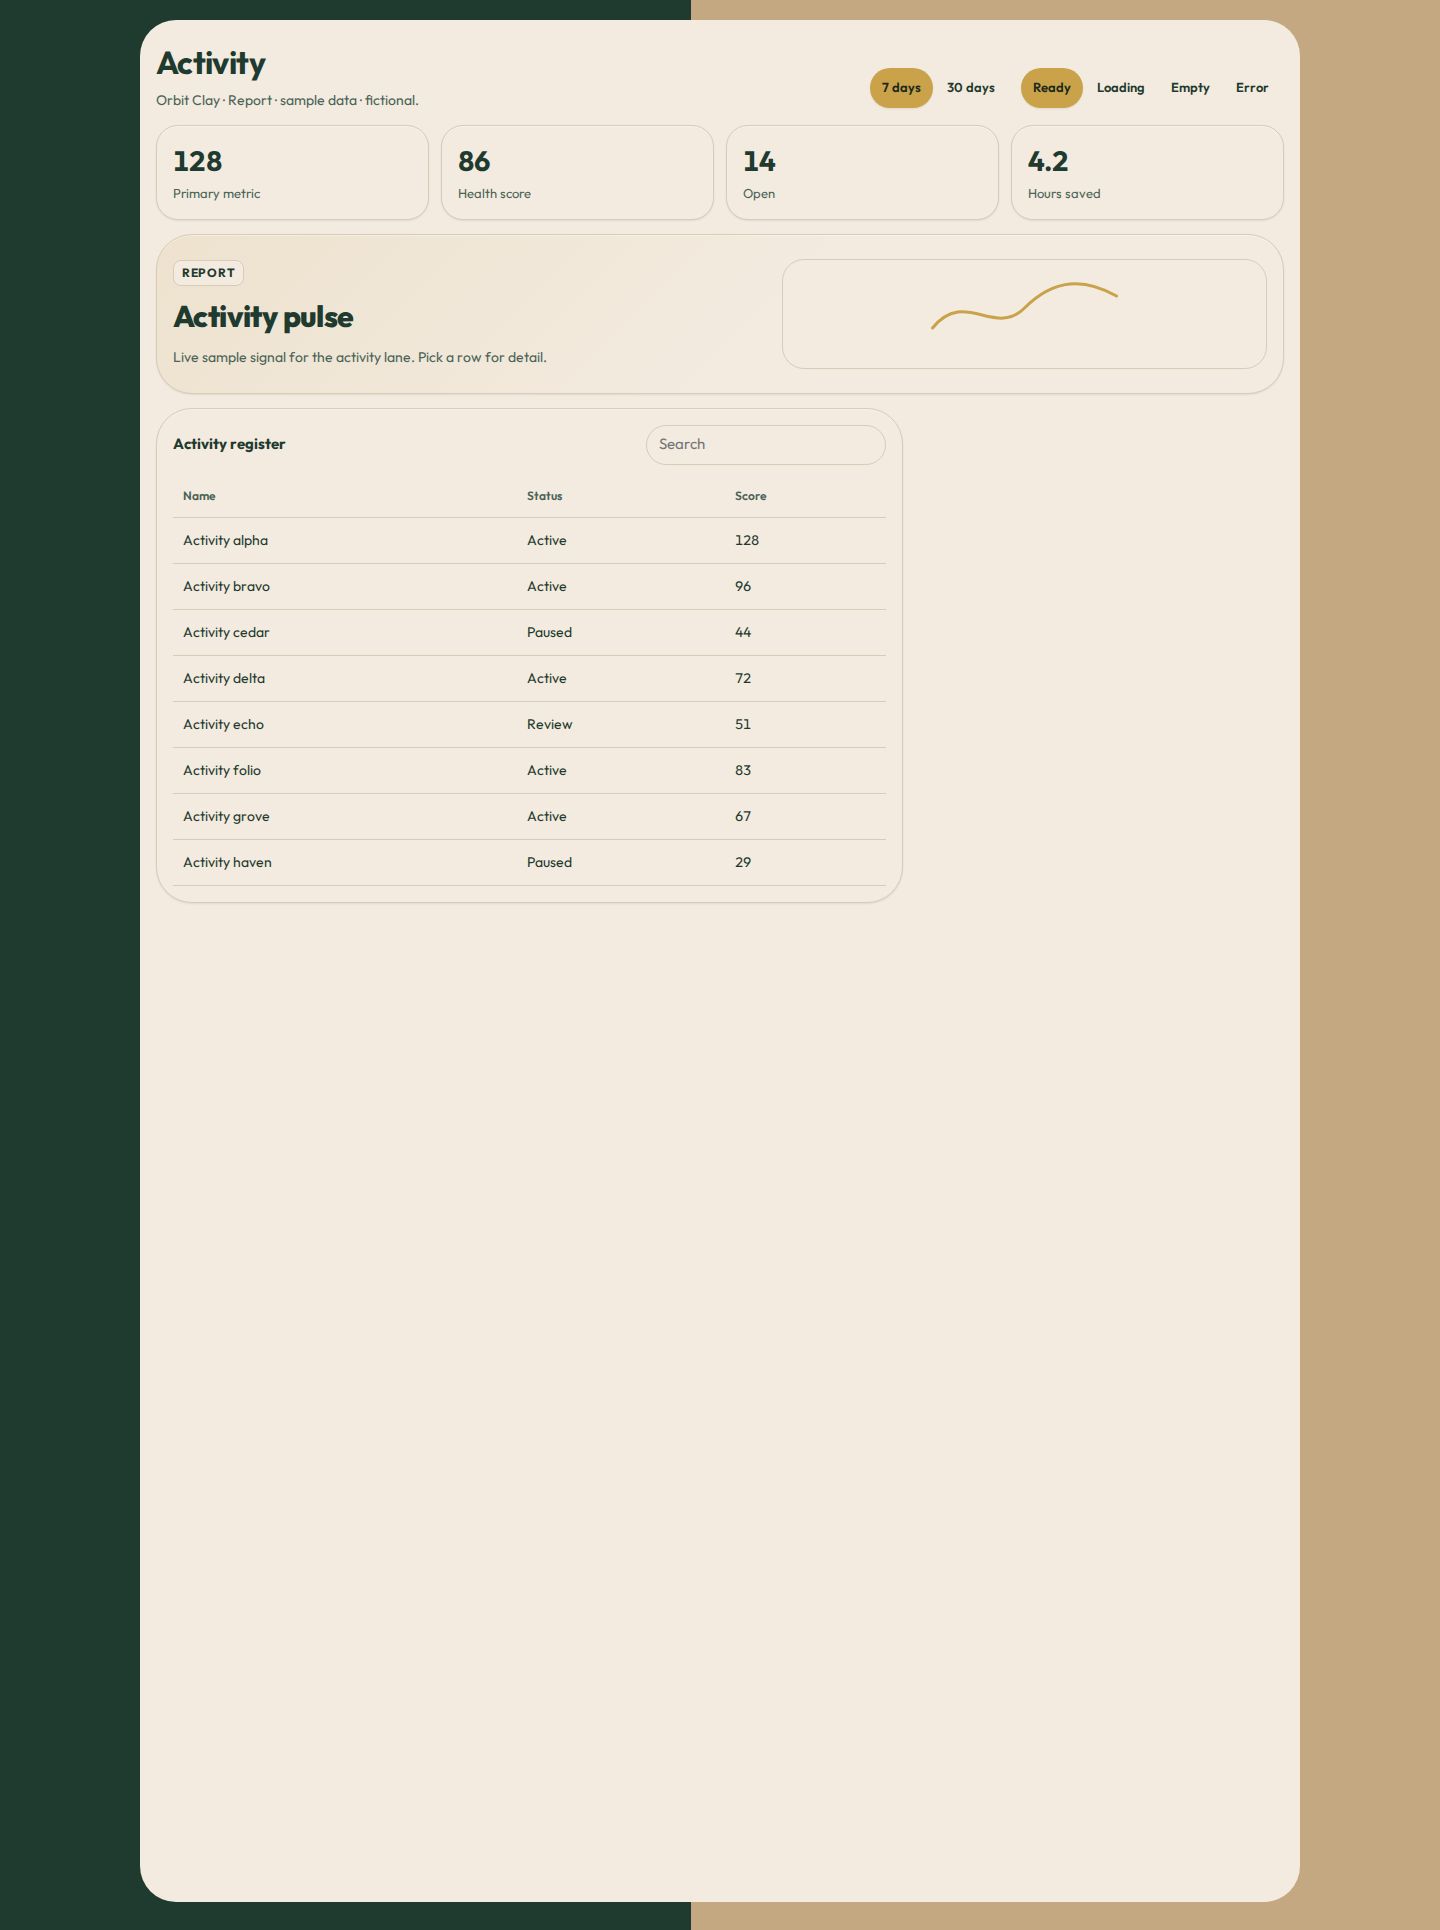 Activity
Orbit Clay · Report · sample data · fictional.
7 days 30 days Ready Loading Empty Error
128 86 14 4.2
Primary metric Health score Open Hours saved
REPORT
Activity pulse
Live sample signal for the activity lane. Pick a row for detail.
Activity register Search
Name Status Score
Activity alpha Active 128
Activity bravo Active 96
Activity cedar Paused 44
Activity delta Active 72
Activity echo Review 51
Activity folio Active 83
Activity grove Active 67
Activity haven Paused 29